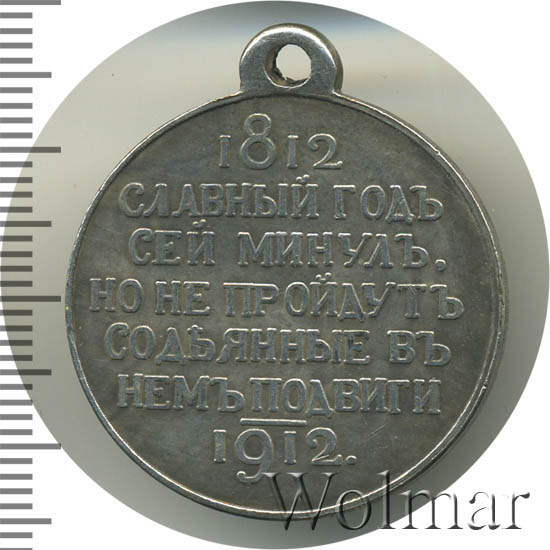 1812
СЛАВНЫЙ ГОДЪ
СЕЙ МИНУЛЪ.
НО НЕ ПРОЙДУТЪ
СОДѢЯННЫЕ ВЪ
НЕМЪ ПОДВИГИ
1912.
Wolmar